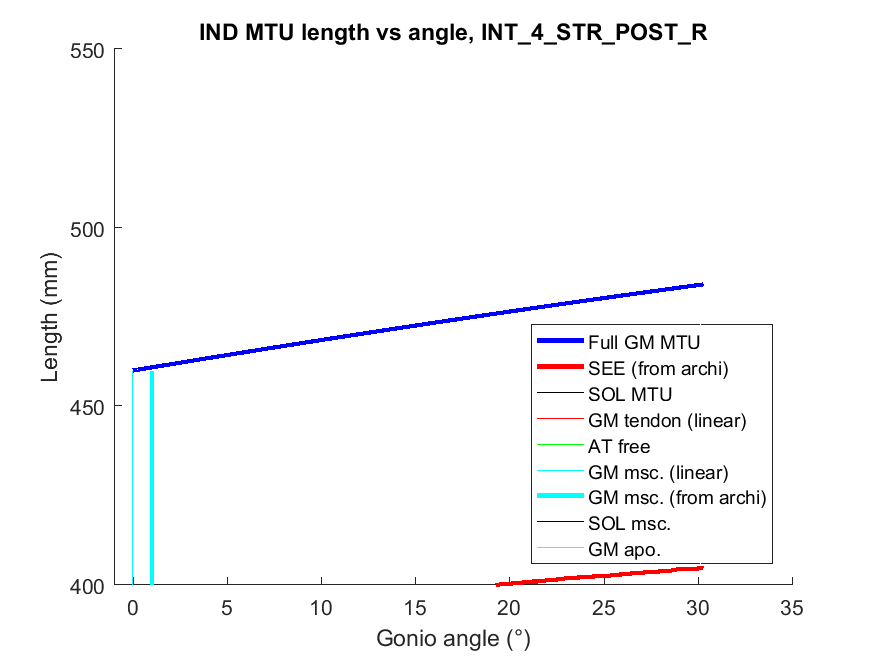 IND MTU length vs angle, INT_4_STR_POST_R
550
500
450
400
Length (mm)
Full GM MTU
SEE (from archi)
SOL MTU
GM tendon (linear)
AT free
GM msc. (linear)
GM msc. (from archi)
SOL msc.
GM apo.
0 5 10 15 20 25 30 35
Gonio angle (°)